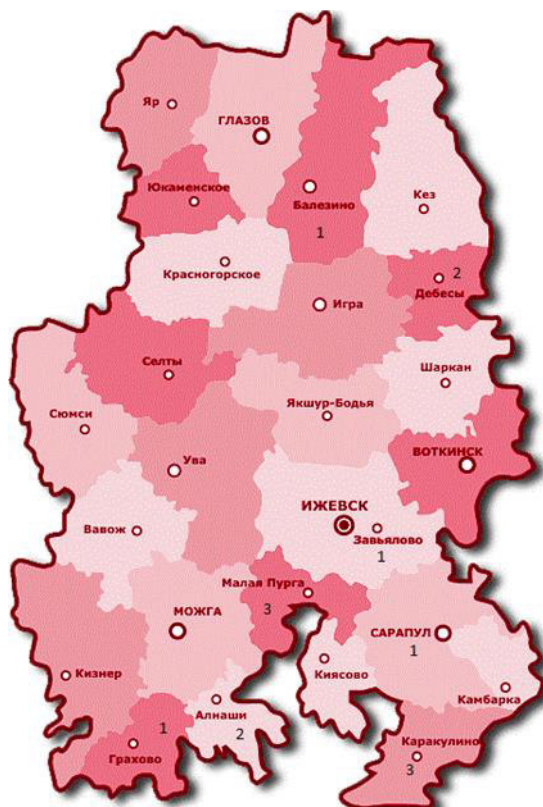 Яр
ГЛАЗОВ
Юкаменское
Балезино
1
Кез
Красногорское
2
Дебесы
Игра
Селты
Шаркан
Сюмси
Якшур-Бодья
Ува
ВОТКИНСК
ИЖЕВСК
Вавож
Завьялово
1
Малая Пурга
3
МОЖГА
САРАПУЛ
1
Кизнер
Киясово
Камбарка
Алнаши
1
2
Грахово
Каракулино
3